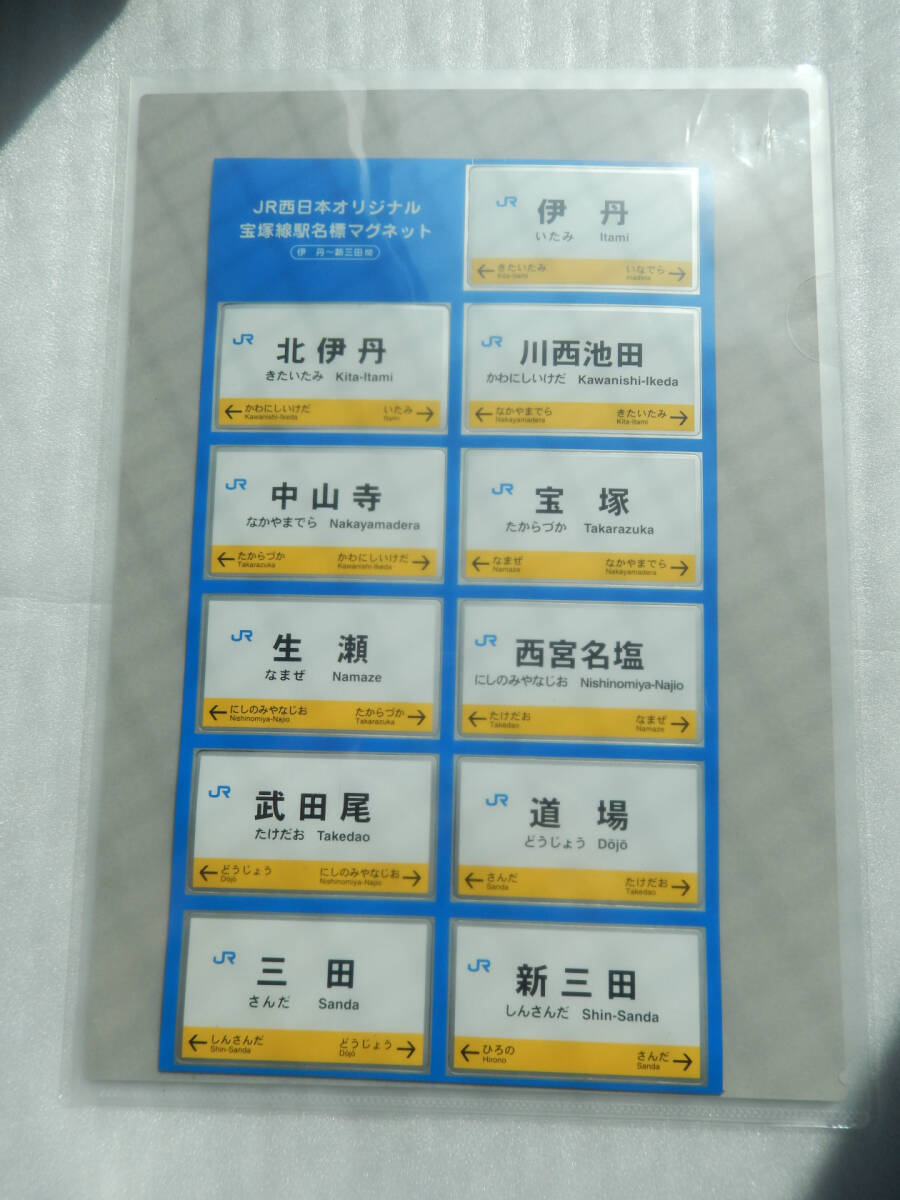 JR西日本オリジナル
宝塚線駅名標マグネット
伊 丹～新三田間
JR 伊 丹
いたみ Itami
← きたいたみ いなでら →
Kita-Itami Inadera
JR 北伊丹
きたいたみ Kita-Itami
← かわにしいけだ いたみ →
Kawanishi-Ikeda Itami
JR 川西池田
かわにしいけだ Kawanishi-Ikeda
← なかやまでら きたいたみ →
Nakayamadera Kita-Itami
JR 中山寺
なかやまでら Nakayamadera
← たからづか かわにしいけだ →
Takarazuka Kawanishi-Ikeda
JR 宝 塚
たからづか Takarazuka
← なまぜ なかやまでら →
Namaze Nakayamadera
JR 生 瀬
なまぜ Namaze
← にしのみやなじお たからづか →
Nishinomiya-Najio Takarazuka
JR 西宮名塩
にしのみやなじお Nishinomiya-Najio
← たけだお なまぜ →
Takedao Namaze
JR 武田尾
たけだお Takedao
← どうじょう にしのみやなじお →
Dōjō Nishinomiya-Najio
JR 道 場
どうじょう Dōjō
← さんだ たけだお →
Sanda Takedao
JR 三 田
さんだ Sanda
← しんさんだ どうじょう →
Shin-Sanda Dōjō
JR 新三田
しんさんだ Shin-Sanda
← ひろの さんだ →
Hirono Sanda